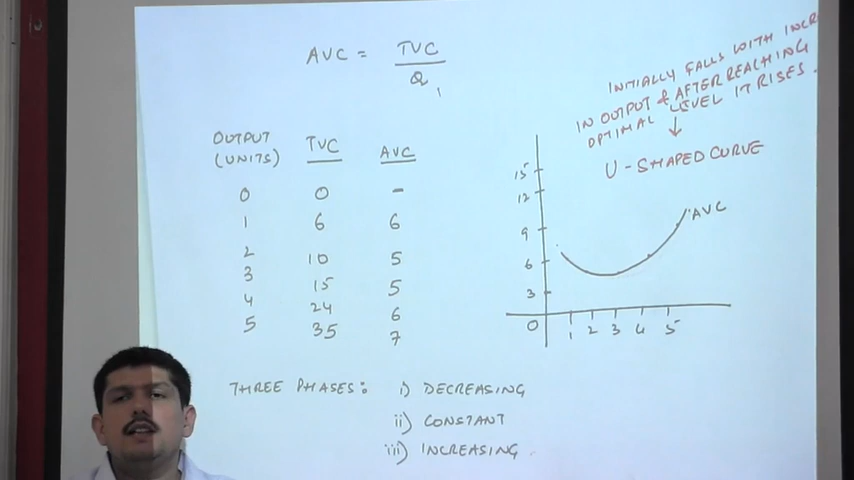 AVC = TVC
Q
INITIALLY FALLS WITH
IN OUTPUT & AFTER REACHING
OPTIMAL LEVEL IT RISES.
↓
U-SHAPED CURVE
OUTPUT (UNITS) TVC AVC
0 0 -
1 6 6
2 10 5
3 15 5
4 24 6
5 35 7
15
12
9
6
3
0 1 2 3 4 5
AVC
THREE PHASES: i) DECREASING
ii) CONSTANT
iii) INCREASING